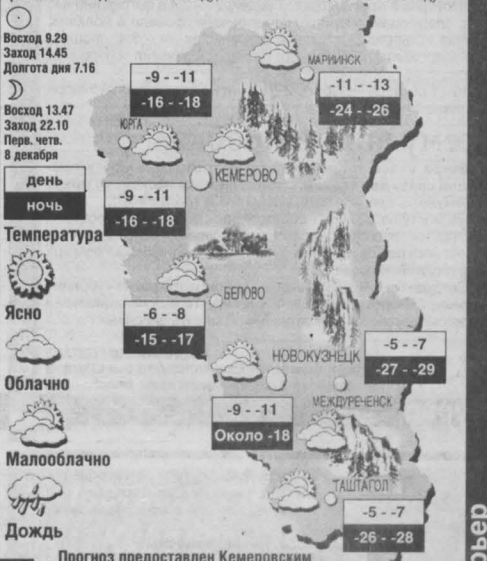 Восход 9.29
Заход 14.45
Долгота дня 7.16
Восход 13.47
Заход 22.10
Перв. четв.
8 декабря
день
ночь
Температура
Ясно
Облачно
Малооблачно
Дождь
МАРИИНСК
-11 - -13
-24 - -26
-9 - -11
-16 - -18
ЮРГА
КЕМЕРОВО
-9 - -11
-16 - -18
БЕЛОВО
-6 - -8
-15 - -17
НОВОКУЗНЕЦК
-9 - -11
Около -18
-5 - -7
-27 - -29
МЕЖДУРЕЧЕНСК
ТАШТАГОЛ
-5 - -7
-26 - -28
Прогноз предоставлен Кемеровским